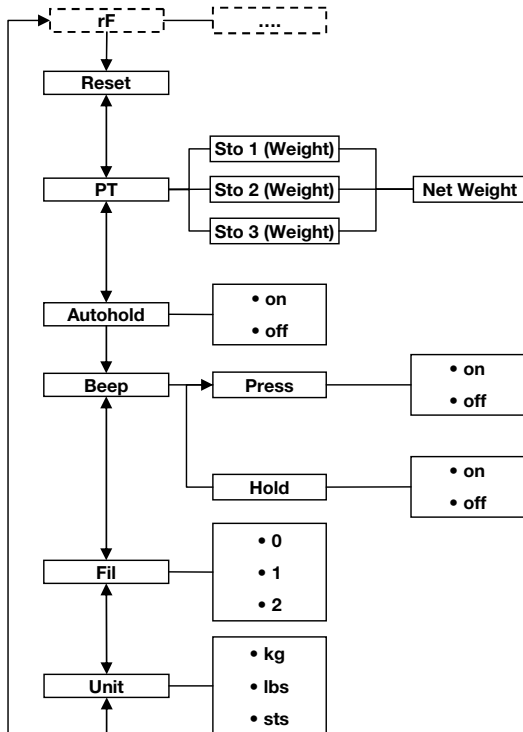 rF
....
Reset
Sto 1 (Weight)
PT
Sto 2 (Weight)
Net Weight
Sto 3 (Weight)
Autohold
• on
• off
Beep
Press
• on
• off
Hold
• on
• off
Fil
• 0
• 1
• 2
Unit
• kg
• lbs
• sts